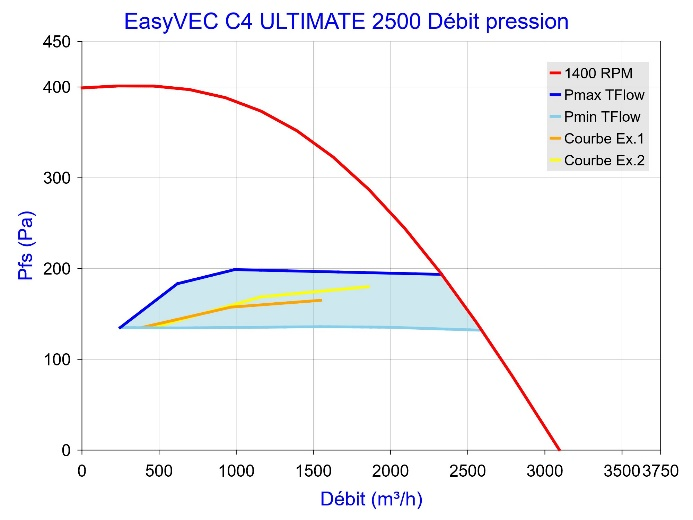 EasyVEC C4 ULTIMATE 2500 Débit pression
450
400
300
200
100
0
Pfs (Pa)
1400 RPM
Pmax TFlow
Pmin TFlow
Courbe Ex.1
Courbe Ex.2
0 500 1000 1500 2000 2500 3000 3500 3750
Débit (m³/h)